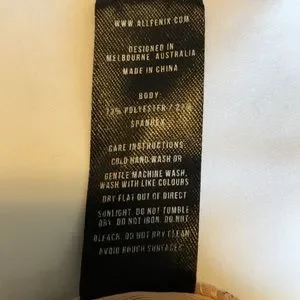 WWW.ALLFENIX.COM
DESIGNED IN
MELBOURNE AUSTRALIA
MADE IN CHINA
BODY:
POLYESTER /
SPANDEX
CARE INSTRUCTIONS:
COLD HAND WASH OR
GENTLE MACHINE WASH,
WASH WITH LIKE COLOURS
DRY FLAT OUT OF DIRECT
SUNLIGHT. DO NOT TUMBLE
DRY. DO NOT IRON. DO NOT
BLEACH. DO NOT DRY CLEAN
AVOID ROUGH SURFACES